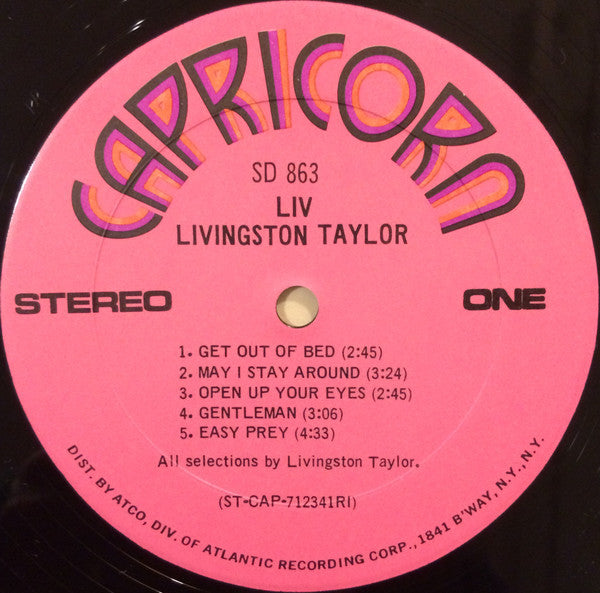 CAPRICORN
SD 863
LIV
LIVINGSTON TAYLOR
STEREO
ONE
1. GET OUT OF BED (2:45)
2. MAY I STAY AROUND (3:24)
3. OPEN UP YOUR EYES (2:45)
4. GENTLEMAN (3:06)
5. EASY PREY (4:33)
All selections by Livingston Taylor.
(ST-CAP-712341RI)
DIST. BY ATCO, DIV. OF ATLANTIC RECORDING CORP., 1841 B'WAY, N.Y., N.Y.